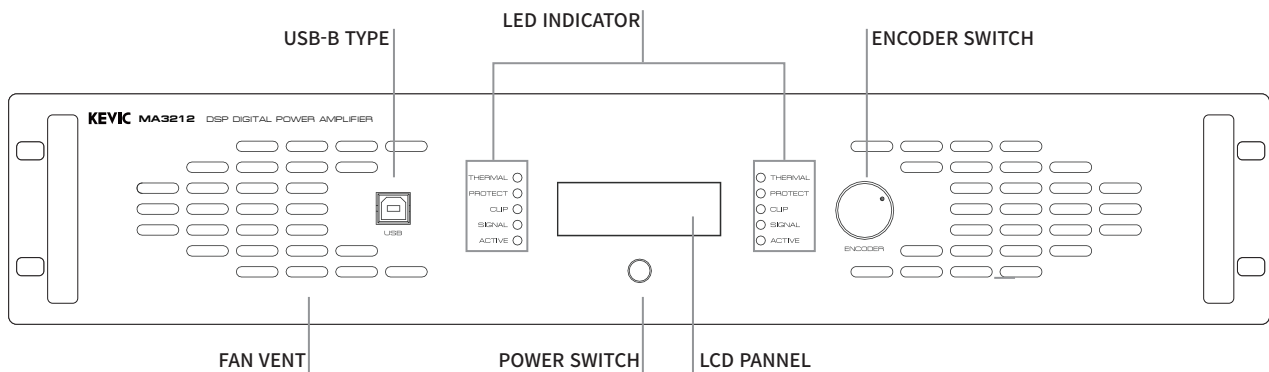 LED INDICATOR
USB-B TYPE
ENCODER SWITCH
KEVIC MA3212 DSP DIGITAL POWER AMPLIFIER
THERMAL
PROTECT
CLIP
SIGNAL
ACTIVE
THERMAL
PROTECT
CLIP
SIGNAL
ACTIVE
USB
ENCODER
FAN VENT
POWER SWITCH
LCD PANNEL